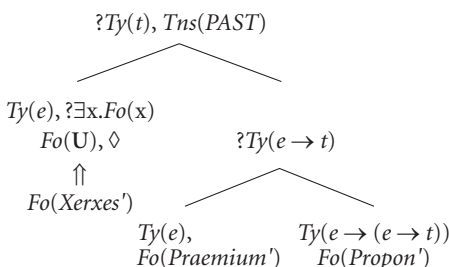 ?Ty(t), Tns(PAST)
Ty(e), ?∃x.Fo(x)
Fo(U), ◊
?Ty(e → t)
⇑
Fo(Xerxes')
Ty(e),
Fo(Praemium')
Ty(e → (e → t))
Fo(Propon')